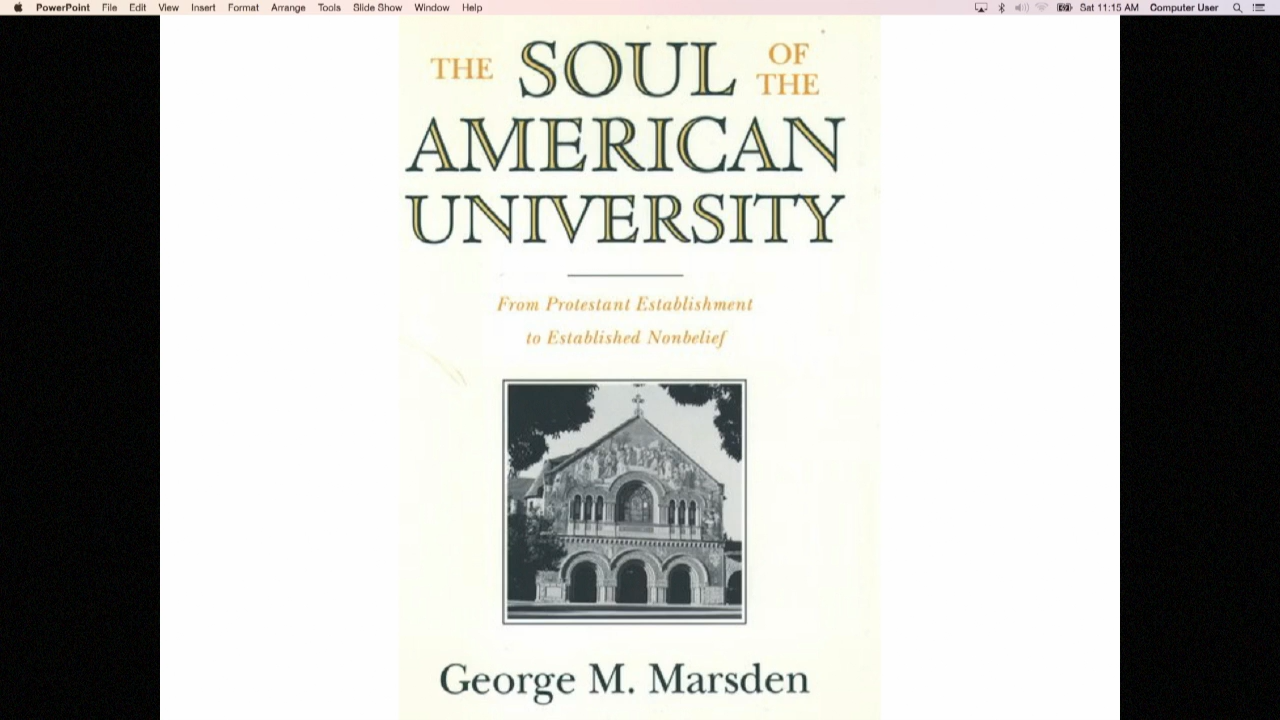 PowerPoint File Edit View Insert Format Arrange Tools Slide Show Window Help Sat 11:15 AM Computer User
THE SOUL OF THE
AMERICAN
UNIVERSITY
From Protestant Establishment
to Established Nonbelief
George M. Marsden